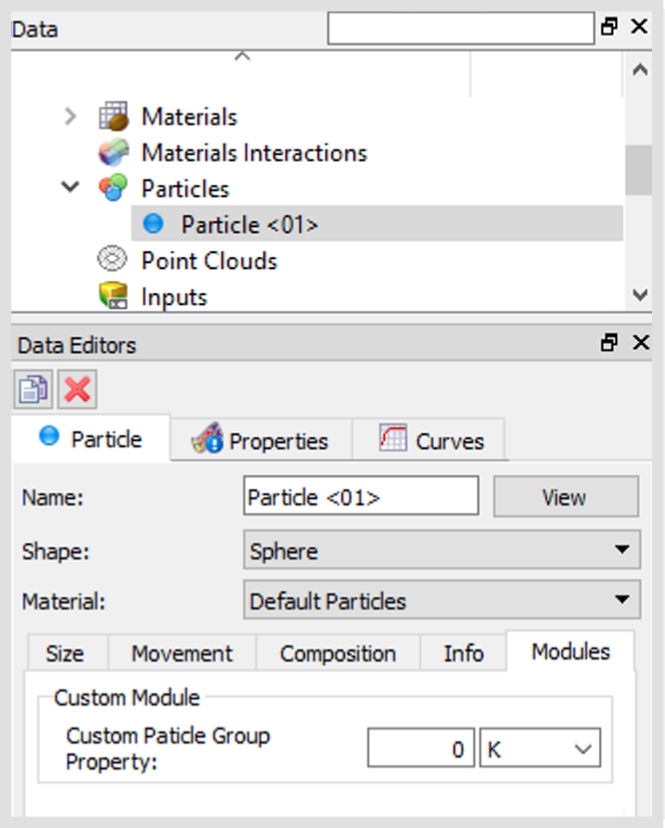 Data
Materials
Materials Interactions
Particles
Particle <01>
Point Clouds
Inputs
Data Editors
Particle Properties Curves
Name: Particle <01> View
Shape: Sphere
Material: Default Particles
Size Movement Composition Info Modules
Custom Module
Custom Paticle Group
Property: 0 K